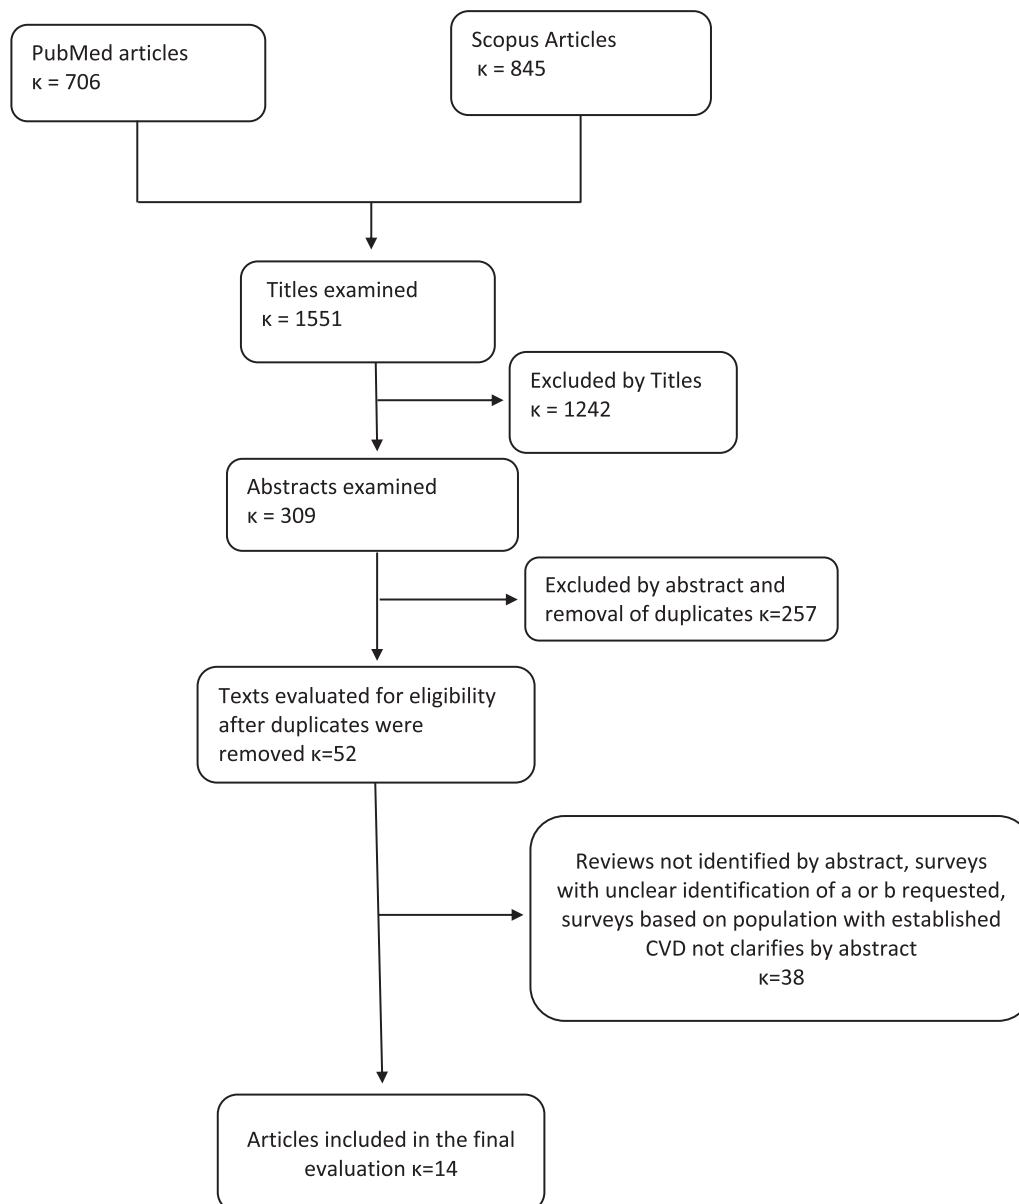 PubMed articles
κ = 706
Scopus Articles
κ = 845
Titles examined
κ = 1551
Excluded by Titles
κ = 1242
Abstracts examined
κ = 309
Excluded by abstract and
removal of duplicates κ=257
Texts evaluated for eligibility
after duplicates were
removed κ=52
Reviews not identified by abstract, surveys
with unclear identification of a or b requested,
surveys based on population with established
CVD not clarifies by abstract
κ=38
Articles included in the final
evaluation κ=14